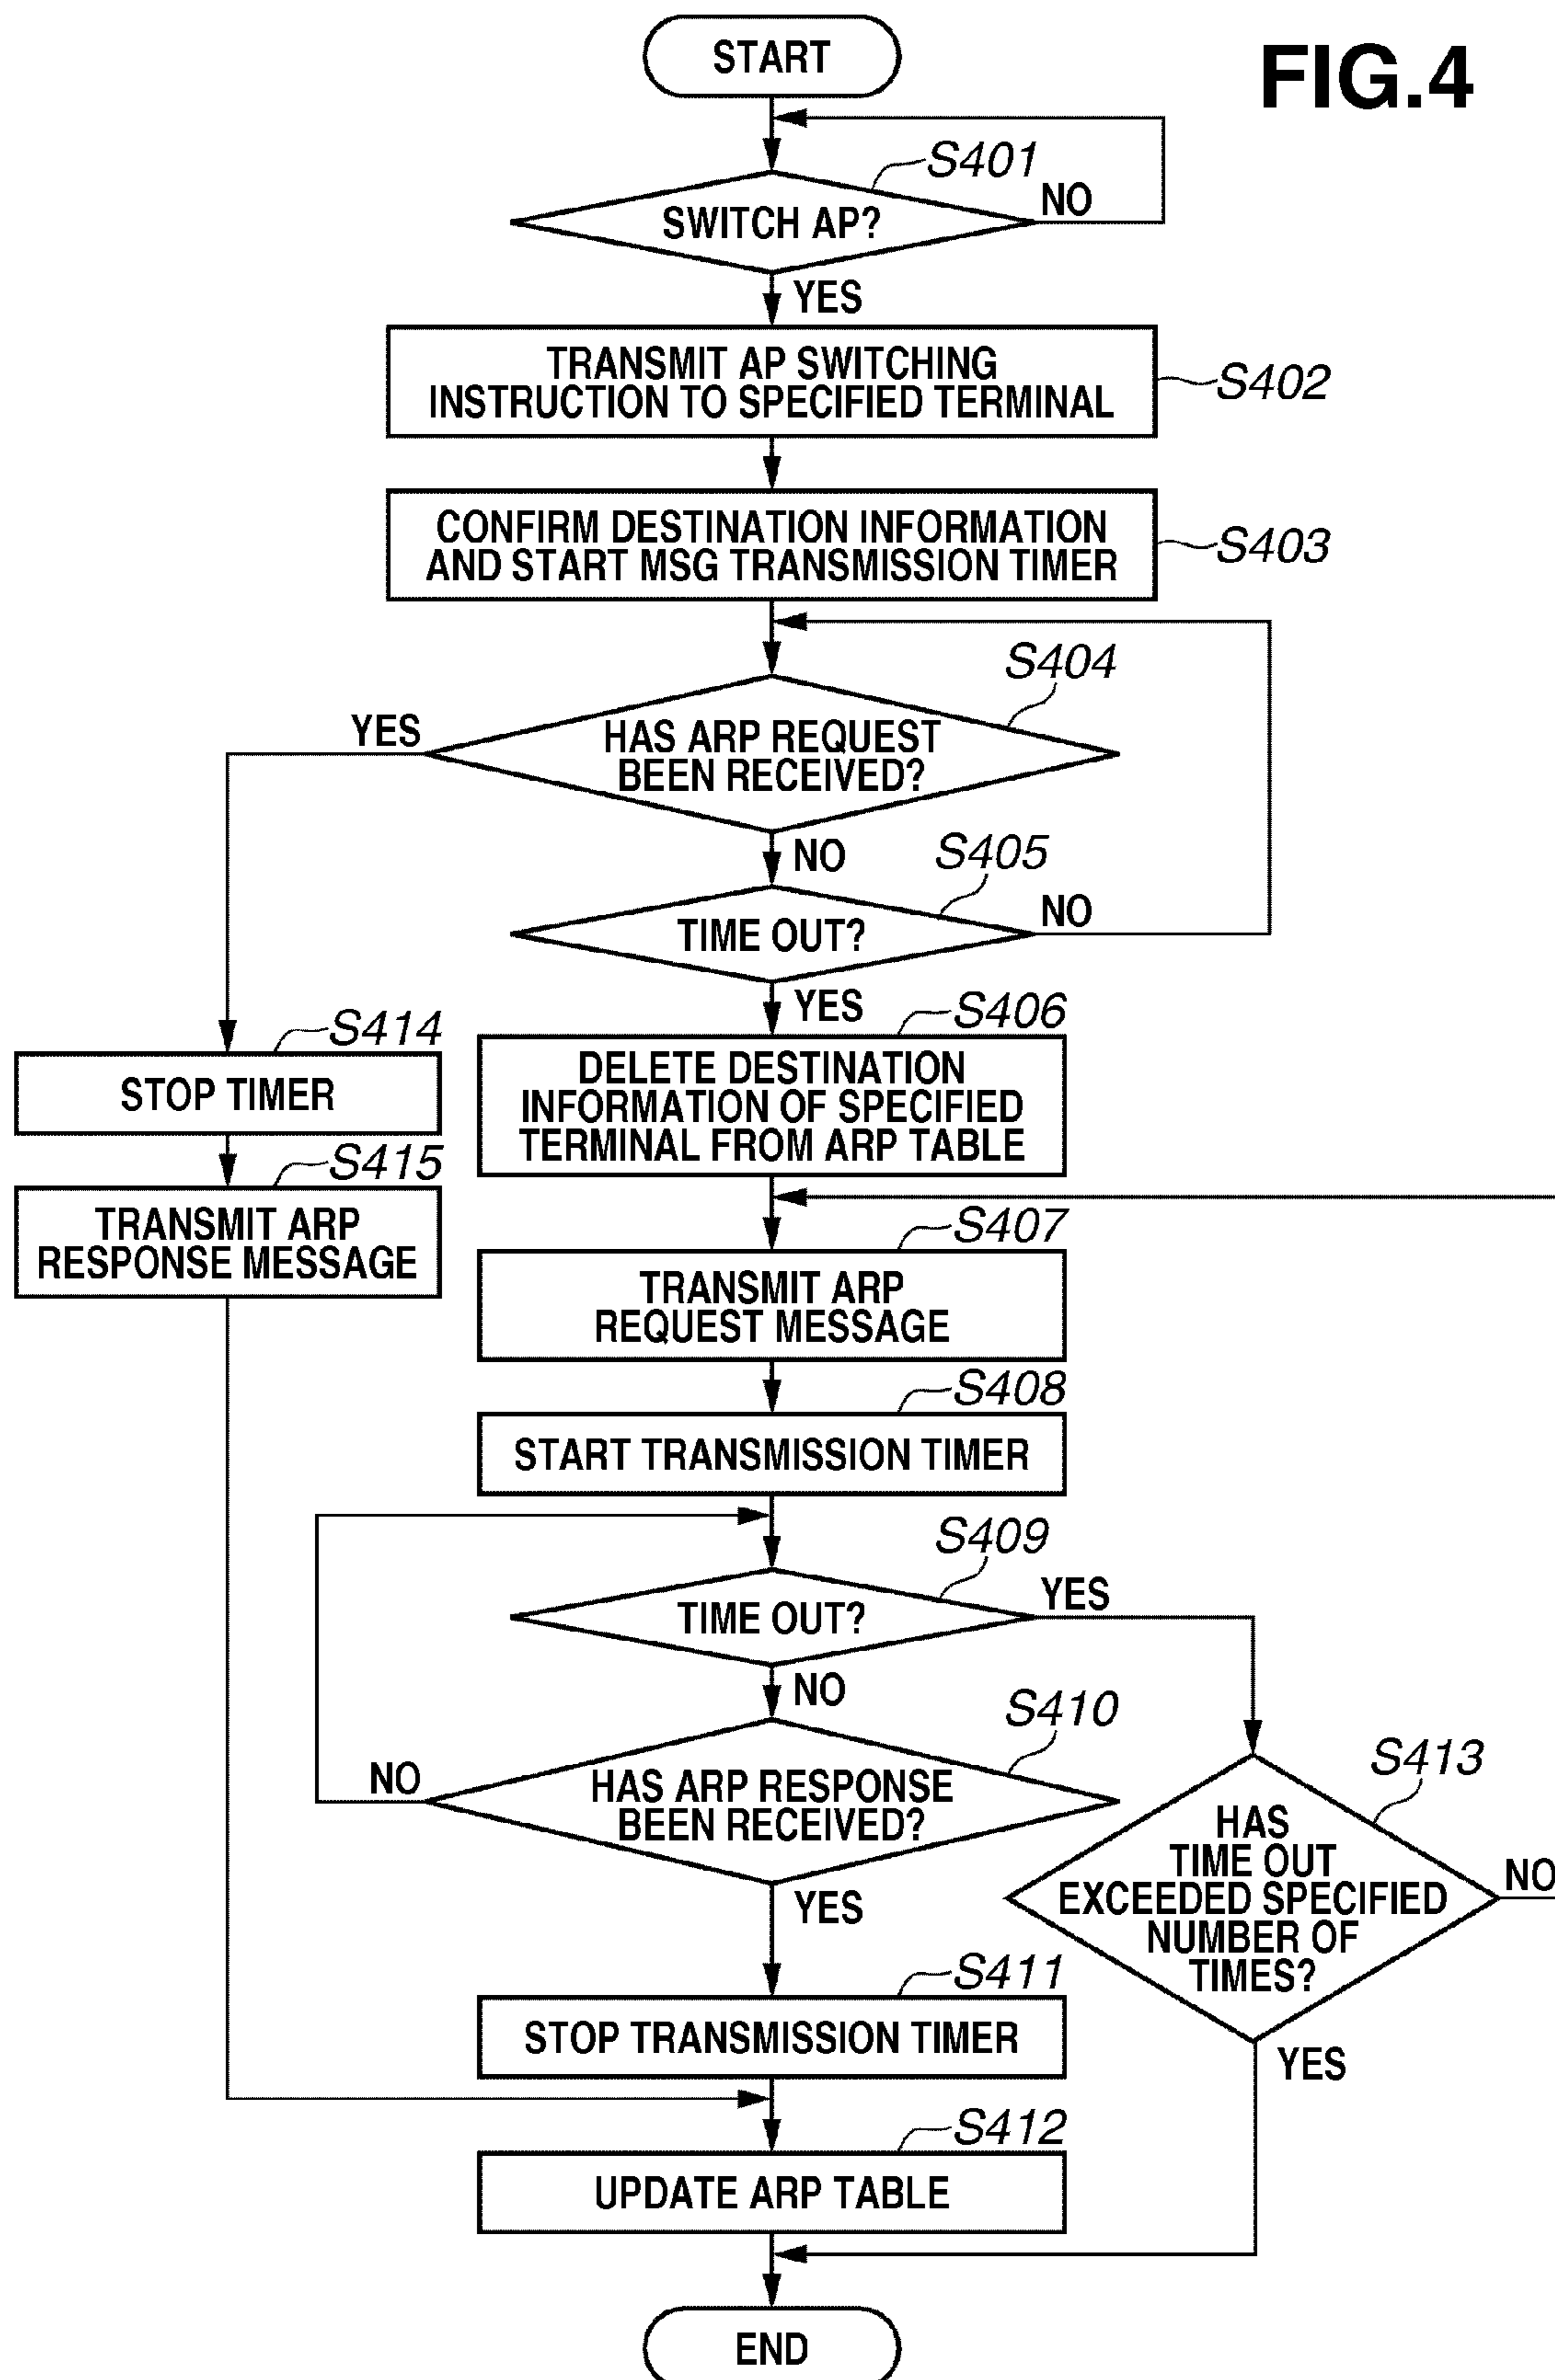 START
FIG.4
S401
SWITCH AP?
NO
YES
TRANSMIT AP SWITCHING
INSTRUCTION TO SPECIFIED TERMINAL
S402
CONFIRM DESTINATION INFORMATION
AND START MSG TRANSMISSION TIMER
S403
S404
YES
HAS ARP REQUEST
BEEN RECEIVED?
NO
S405
TIME OUT?
NO
YES
S406
DELETE DESTINATION
INFORMATION OF SPECIFIED
TERMINAL FROM ARP TABLE
S414
STOP TIMER
S415
TRANSMIT ARP
RESPONSE MESSAGE
S407
TRANSMIT ARP
REQUEST MESSAGE
S408
START TRANSMISSION TIMER
S409
TIME OUT?
YES
NO
S410
NO
HAS ARP RESPONSE
BEEN RECEIVED?
YES
S413
HAS
TIME OUT
EXCEEDED SPECIFIED
NUMBER OF
TIMES?
NO
YES
S411
STOP TRANSMISSION TIMER
S412
UPDATE ARP TABLE
END